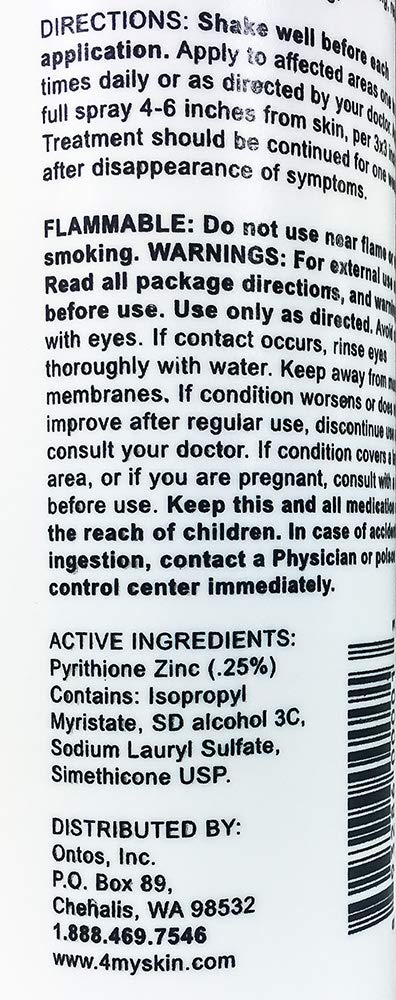 DIRECTIONS: Shake well before each
application. Apply to affected areas one
times daily or as directed by your doctor.
full spray 4-6 inches from skin, per 3x3
Treatment should be continued for one
after disappearance of symptoms.
FLAMMABLE: Do not use near flame or
smoking. WARNINGS: For external use
Read all package directions, and
before use. Use only as directed. Avoid
with eyes. If contact occurs, rinse eyes
thoroughly with water. Keep away from
membranes. If condition worsens or does
improve after regular use, discontinue
consult your doctor. If condition covers a
area, or if you are pregnant, consult with
before use. Keep this and all
the reach of children. In case of
ingestion, contact a Physician or
control center immediately.
ACTIVE INGREDIENTS:
Pyrithione Zinc (.25%)
Contains: Isopropyl
Myristate, SD alcohol 3C,
Sodium Lauryl Sulfate,
Simethicone USP.
DISTRIBUTED BY:
Ontos, Inc.
P.O. Box 89,
Chehalis, WA 98532
1.888.469.7546
www.4myskin.com